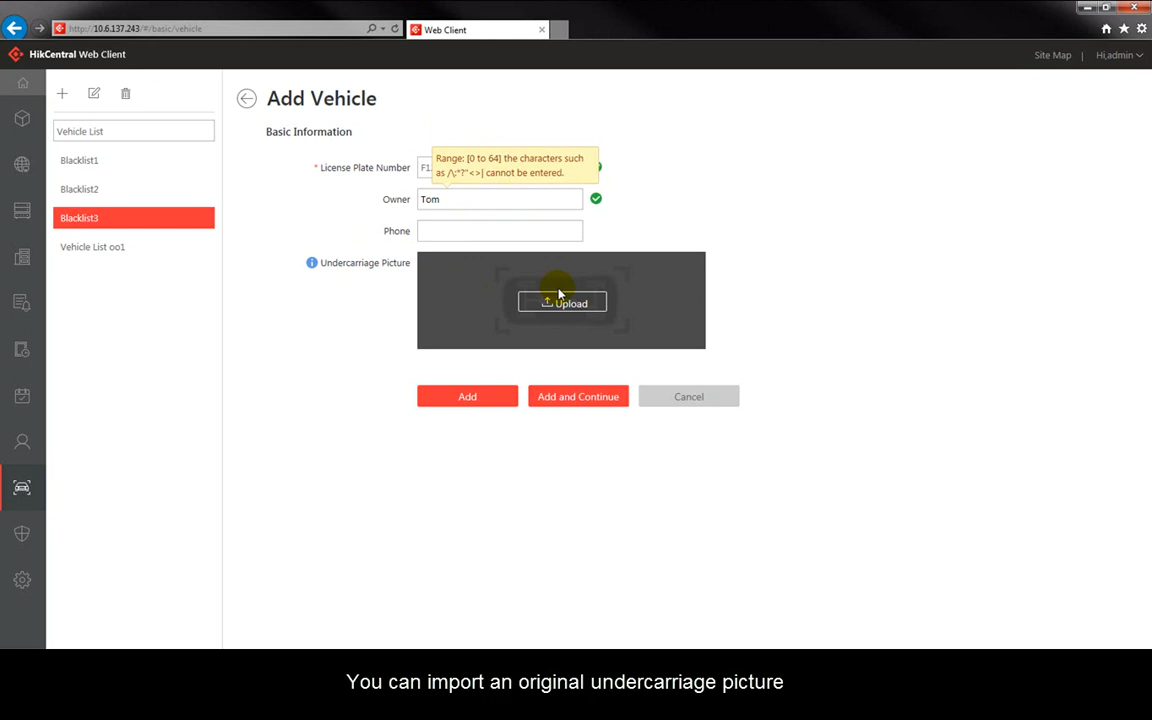 http://10.6.137.243/#/basic/vehicle
Web Client
HikCentral Web Client
Site Map | Hi,admin
Vehicle List
Blacklist1
Blacklist2
Blacklist3
Vehicle List oo1
Add Vehicle
Basic Information
Range: [0 to 64] the characters such
as /\:*?"<>| cannot be entered.
* License Plate Number F1
Owner Tom
Phone
Undercarriage Picture
Upload
Add
Add and Continue
Cancel
You can import an original undercarriage picture